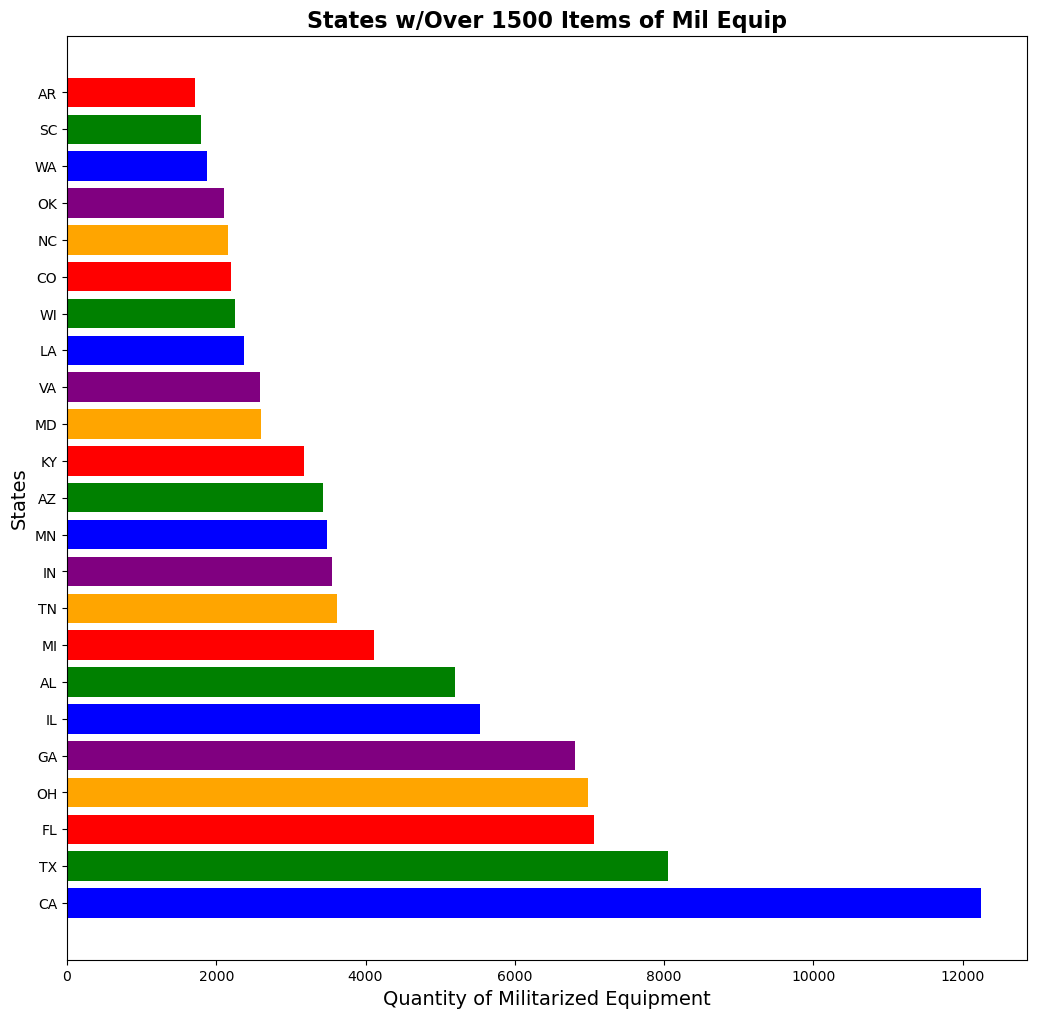 States w/Over 1500 Items of Mil Equip
AR
SC
WA
OK
NC
CO
WI
LA
VA
MD
KY
AZ
MN
IN
TN
MI
AL
IL
GA
OH
FL
TX
CA
States
0 2000 4000 6000 8000 10000 12000
Quantity of Militarized Equipment